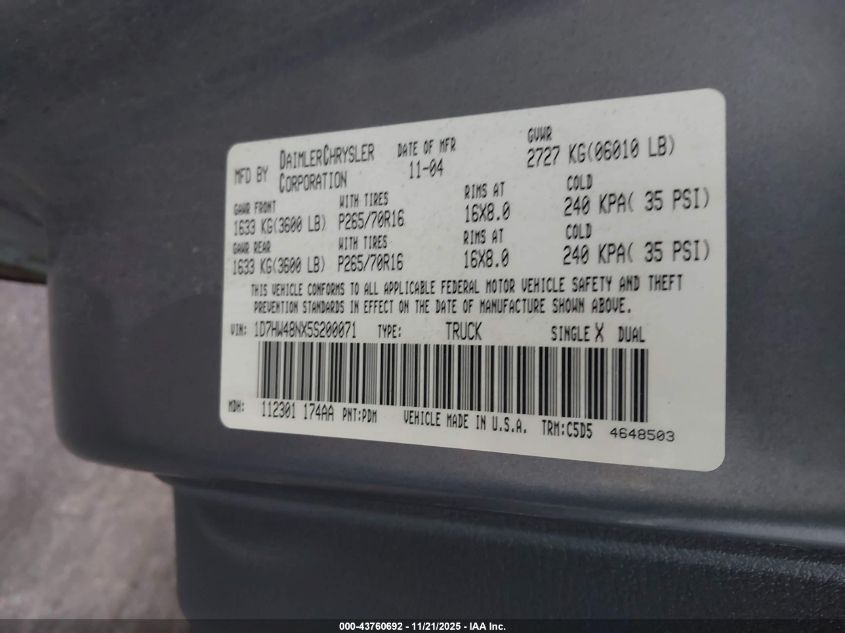 MFD BY DAIMLERCHRYSLER CORPORATION DATE OF MFR 11-04 GVWR 2727 KG(06010 LB)
GAWR FRONT WITH TIRES RIMS AT COLD
1633 KG(3600 LB) P265/70R16 16X8.0 240 KPA( 35 PSI)
GAWR REAR WITH TIRES RIMS AT COLD
1633 KG(3600 LB) P265/70R16 16X8.0 240 KPA( 35 PSI)
THIS VEHICLE CONFORMS TO ALL APPLICABLE FEDERAL MOTOR VEHICLE SAFETY AND THEFT
PREVENTION STANDARDS IN EFFECT ON THE DATE OF MANUFACTURE SHOWN ABOVE.
VIN: 1D7HW48NX5S200071 TYPE: TRUCK SINGLE X DUAL
MDH: 112301 174AA PNT:PDM VEHICLE MADE IN U.S.A. TRM:C5D5 4648503
000-43760692 - 11/21/2025 - IAA Inc.